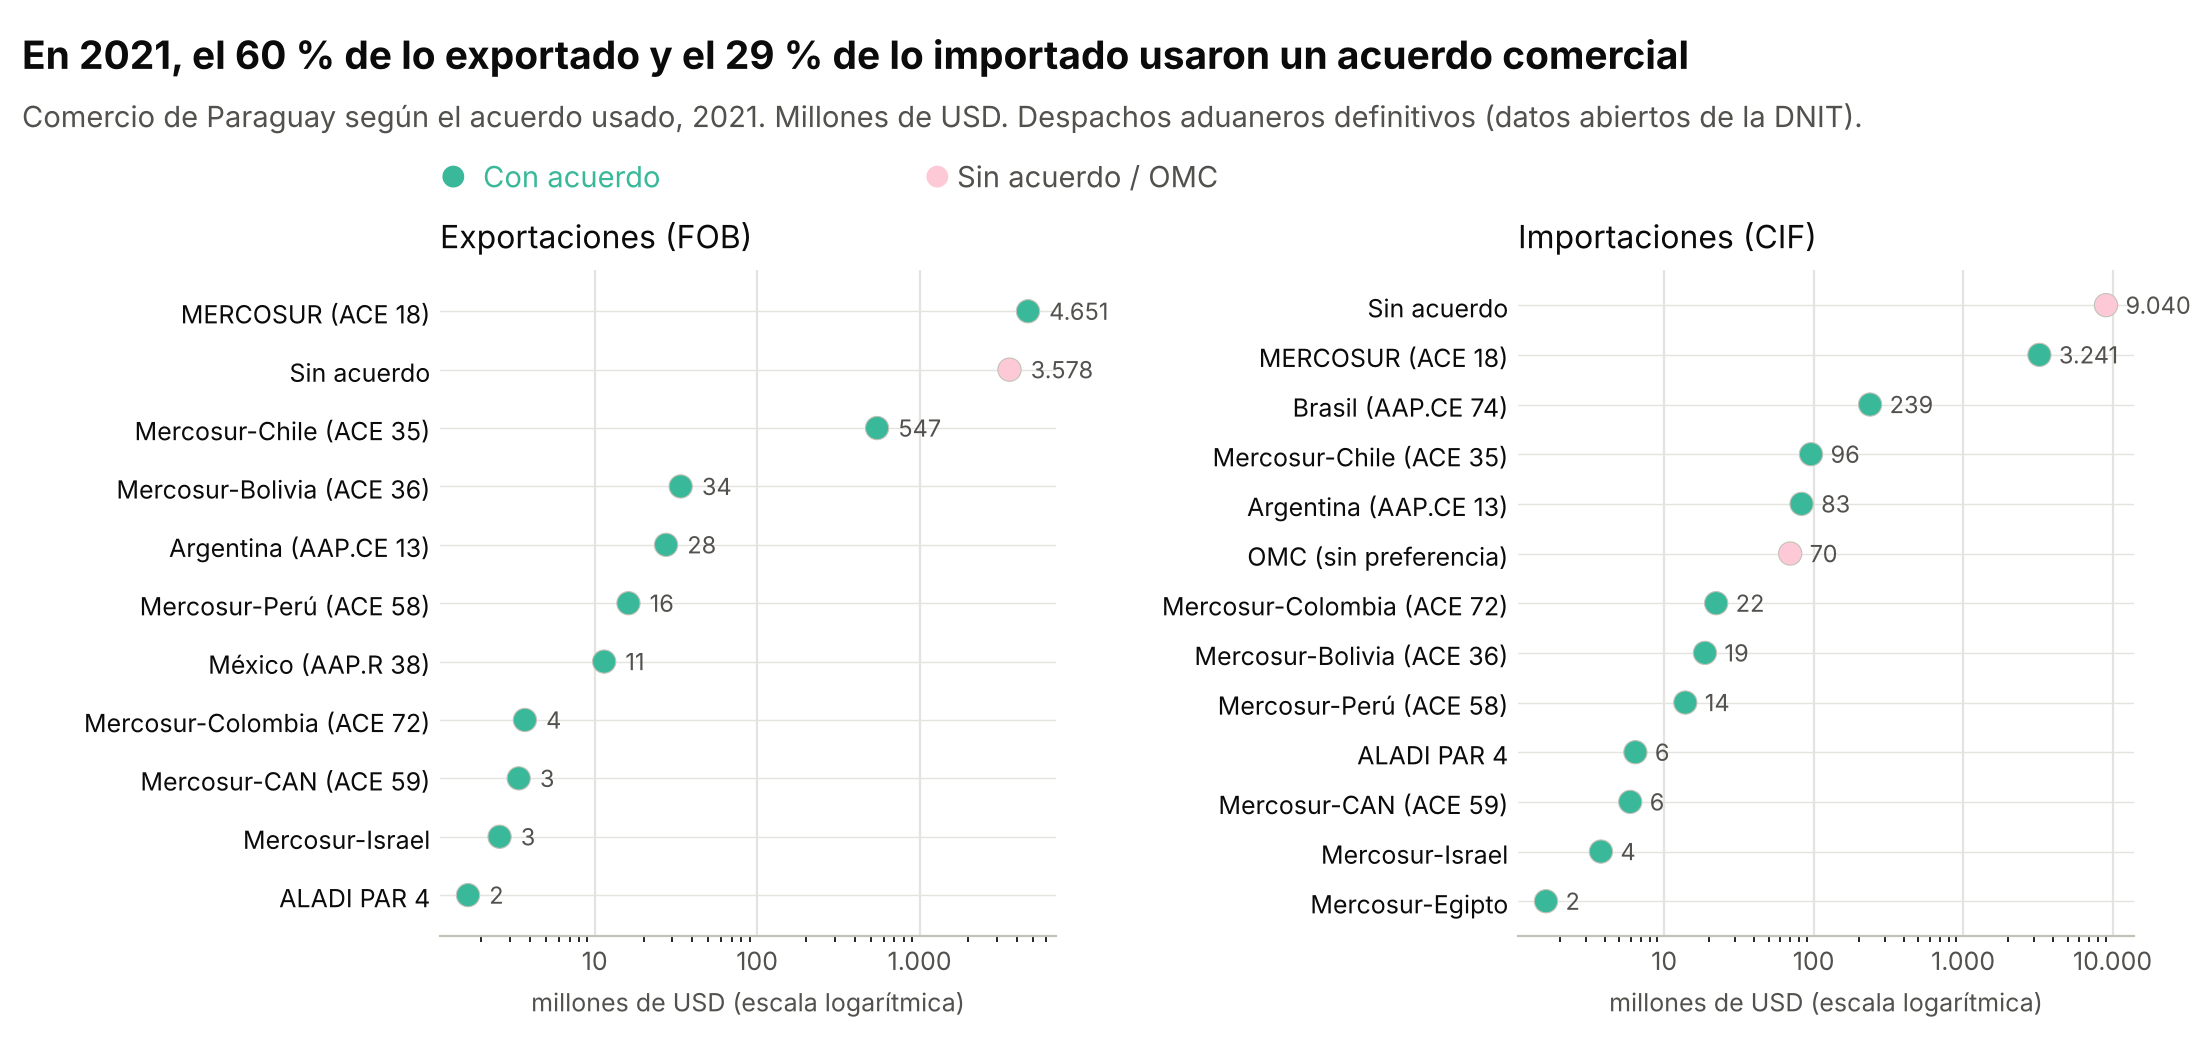 En 2021, el 60 % de lo exportado y el 29 % de lo importado usaron un acuerdo comercial
Comercio de Paraguay según el acuerdo usado, 2021. Millones de USD. Despachos aduaneros definitivos (datos abiertos de la DNIT).
Con acuerdo
Sin acuerdo / OMC
Exportaciones (FOB)
MERCOSUR (ACE 18) 4.651
Sin acuerdo 3.578
Mercosur-Chile (ACE 35) 547
Mercosur-Bolivia (ACE 36) 34
Argentina (AAP.CE 13) 28
Mercosur-Perú (ACE 58) 16
México (AAP.R 38) 11
Mercosur-Colombia (ACE 72) 4
Mercosur-CAN (ACE 59) 3
Mercosur-Israel 3
ALADI PAR 4 2
10 100 1.000
millones de USD (escala logarítmica)
Importaciones (CIF)
Sin acuerdo 9.040
MERCOSUR (ACE 18) 3.241
Brasil (AAP.CE 74) 239
Mercosur-Chile (ACE 35) 96
Argentina (AAP.CE 13) 83
OMC (sin preferencia) 70
Mercosur-Colombia (ACE 72) 22
Mercosur-Bolivia (ACE 36) 19
Mercosur-Perú (ACE 58) 14
ALADI PAR 4 6
Mercosur-CAN (ACE 59) 6
Mercosur-Israel 4
Mercosur-Egipto 2
10 100 1.000 10.000
millones de USD (escala logarítmica)